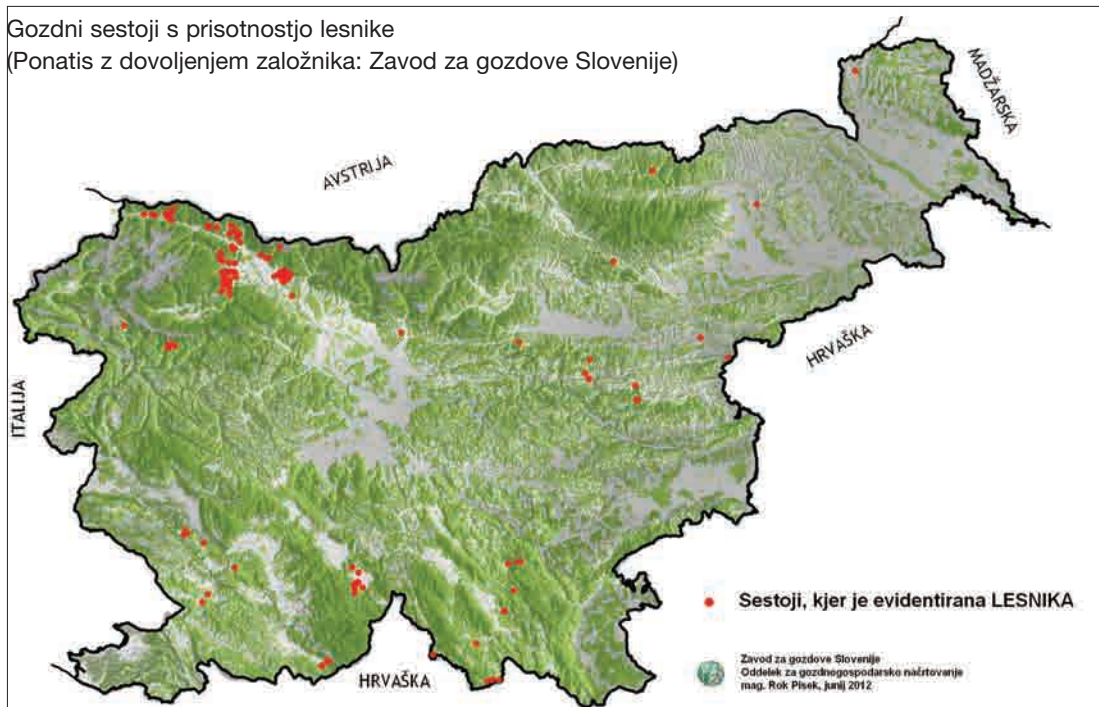 Gozdni sestoji s prisotnostjo lesnike
(Ponatis z dovoljenjem založnika: Zavod za gozdove Slovenije)
MADŽARSKA
AVSTRIJA
HRVAŠKA
ITALIJA
Sestoji, kjer je evidentirana LESNIKA
HRVAŠKA
Zavod za gozdove Slovenije
Oddelek za gozdnogospodarsko načrtovanje
mag. Rok Pisek, junij 2012